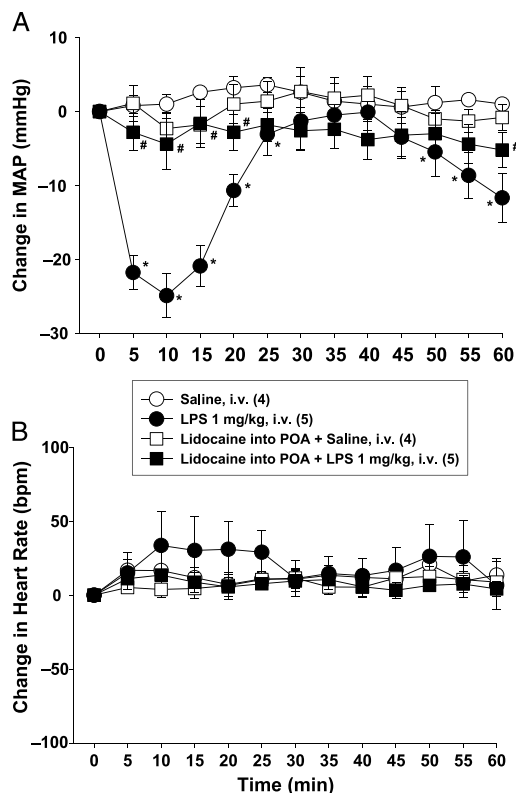 A
Change in MAP (mmHg)
10
0
−10
−20
−30
* * * * * * * *
# # # # #
0 5 10 15 20 25 30 35 40 45 50 55 60
Saline, i.v. (4)
LPS 1 mg/kg, i.v. (5)
Lidocaine into POA + Saline, i.v. (4)
Lidocaine into POA + LPS 1 mg/kg, i.v. (5)
B
Change in Heart Rate (bpm)
100
50
0
−50
−100
0 5 10 15 20 25 30 35 40 45 50 55 60
Time (min)